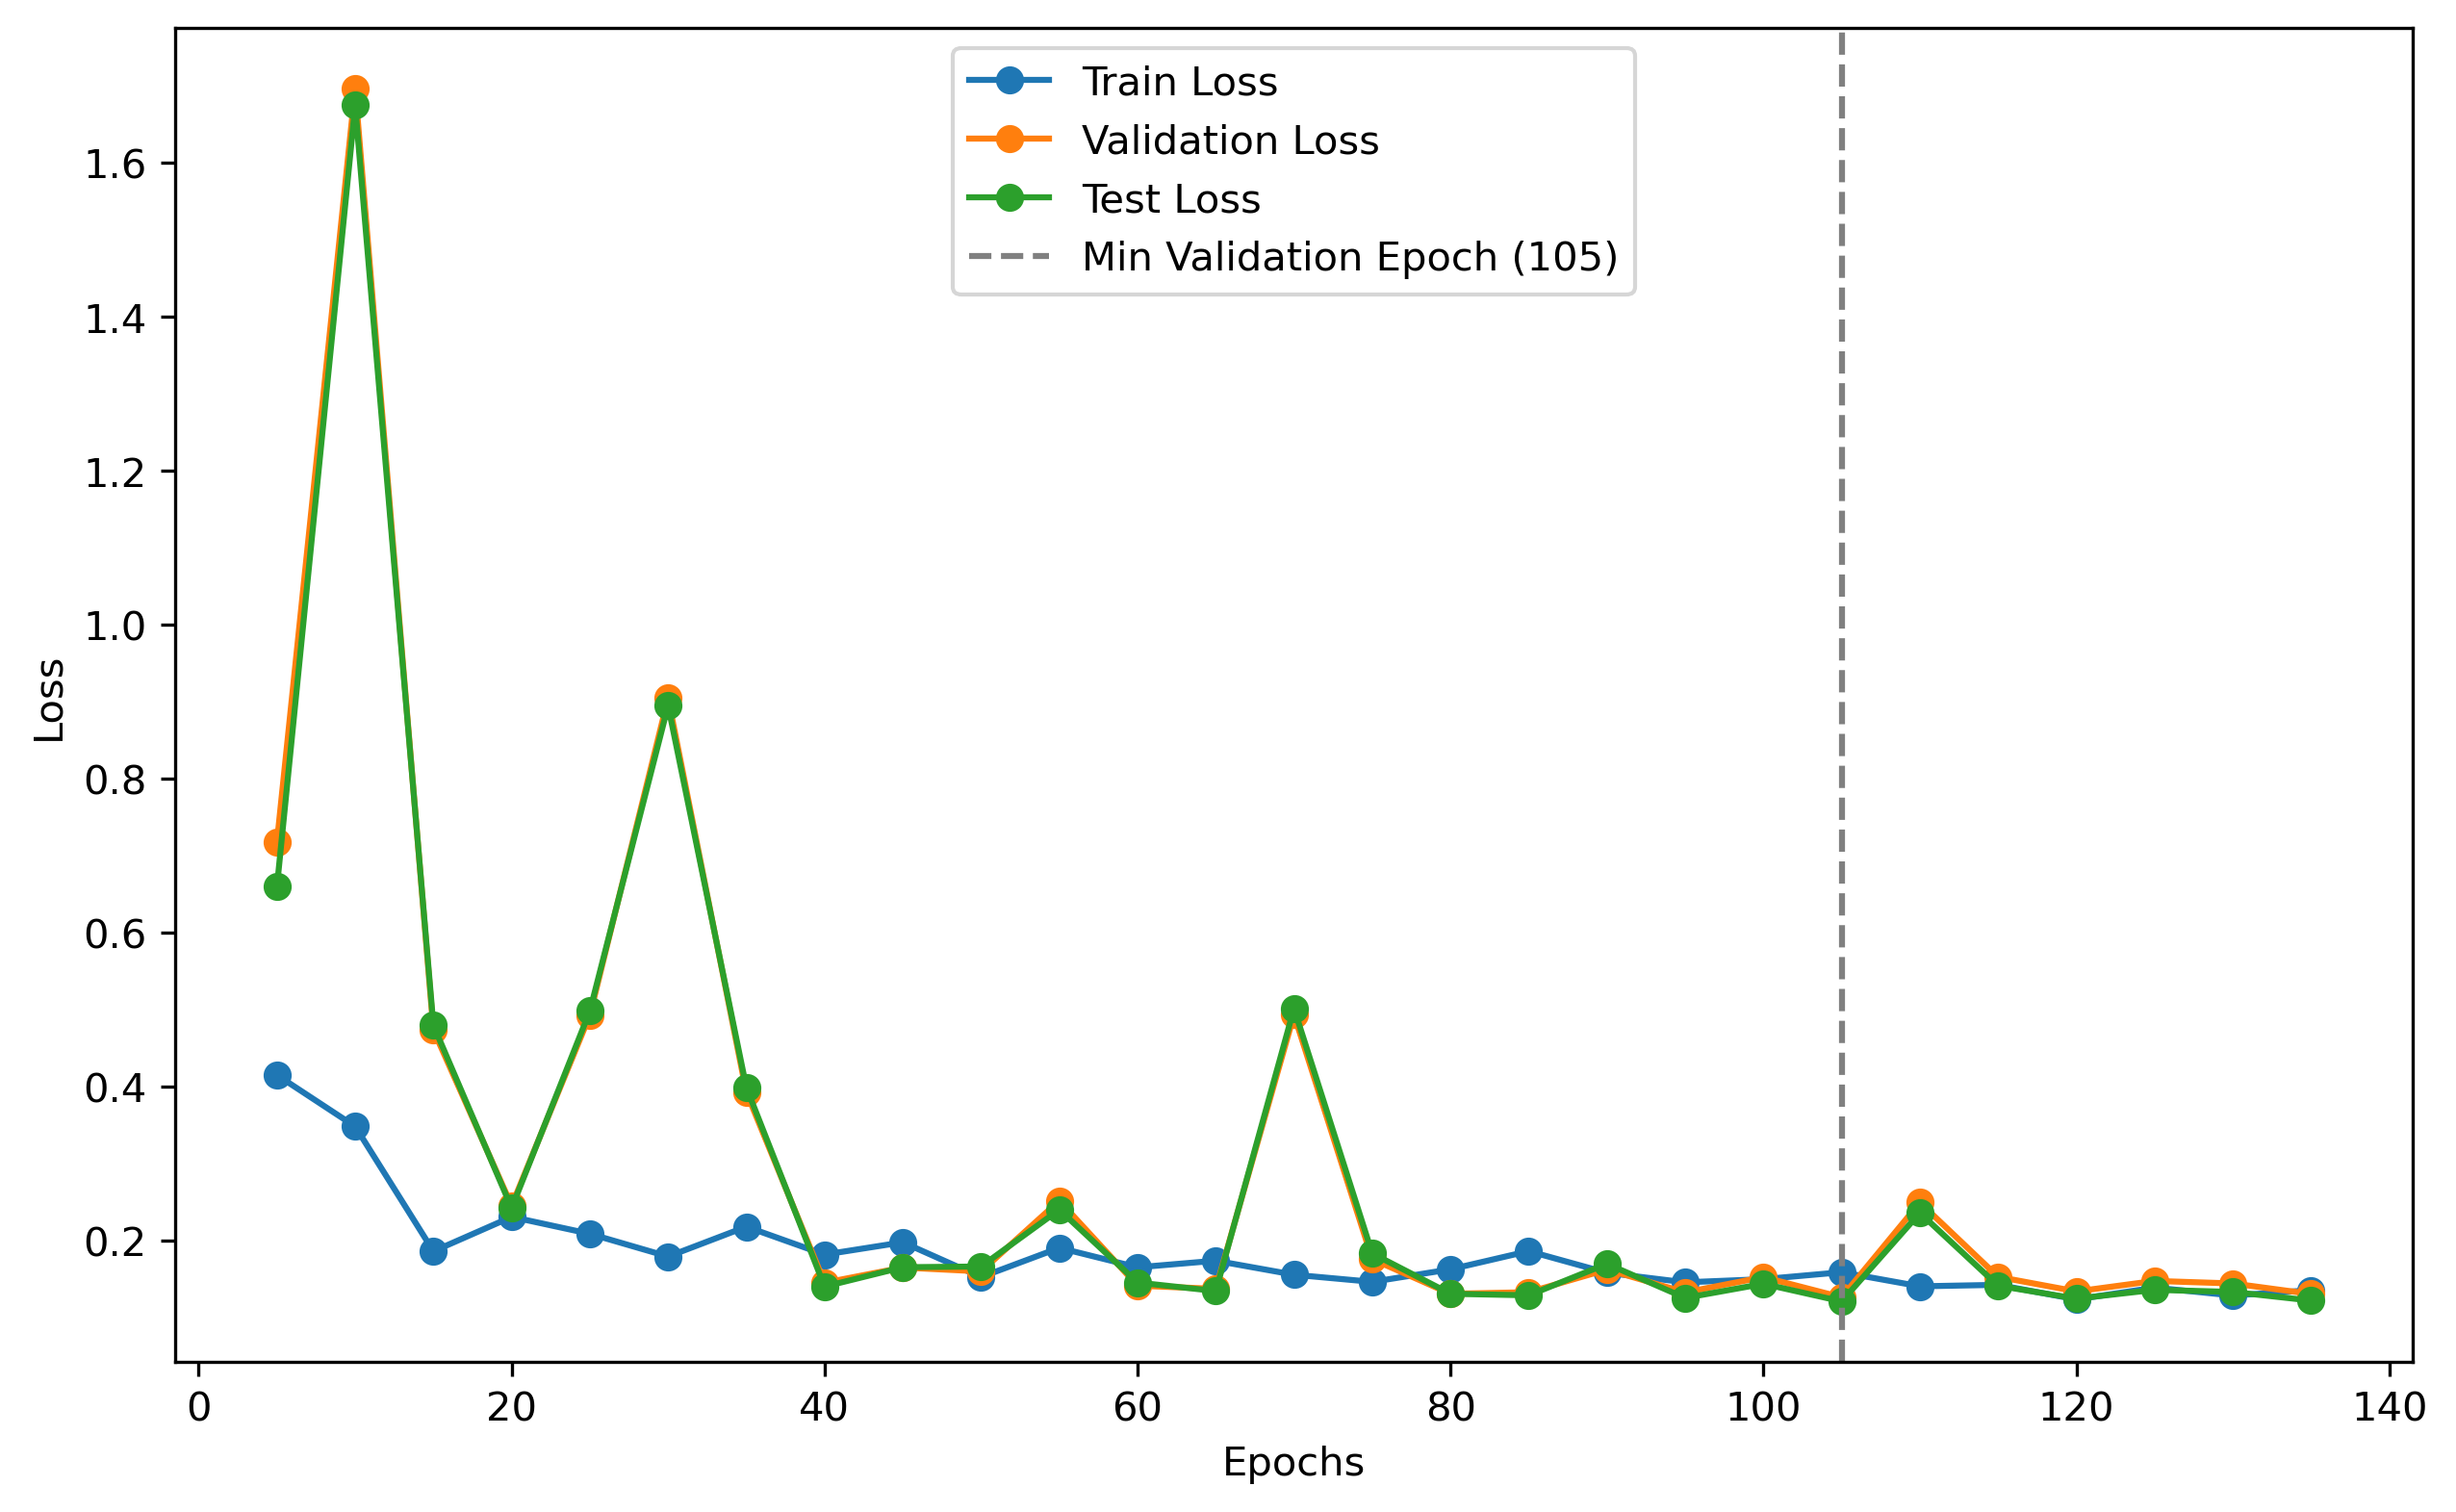 Train Loss
Validation Loss
Test Loss
Min Validation Epoch (105)
1.6
1.4
1.2
1.0
0.8
0.6
0.4
0.2
Loss
0 20 40 60 80 100 120 140
Epochs